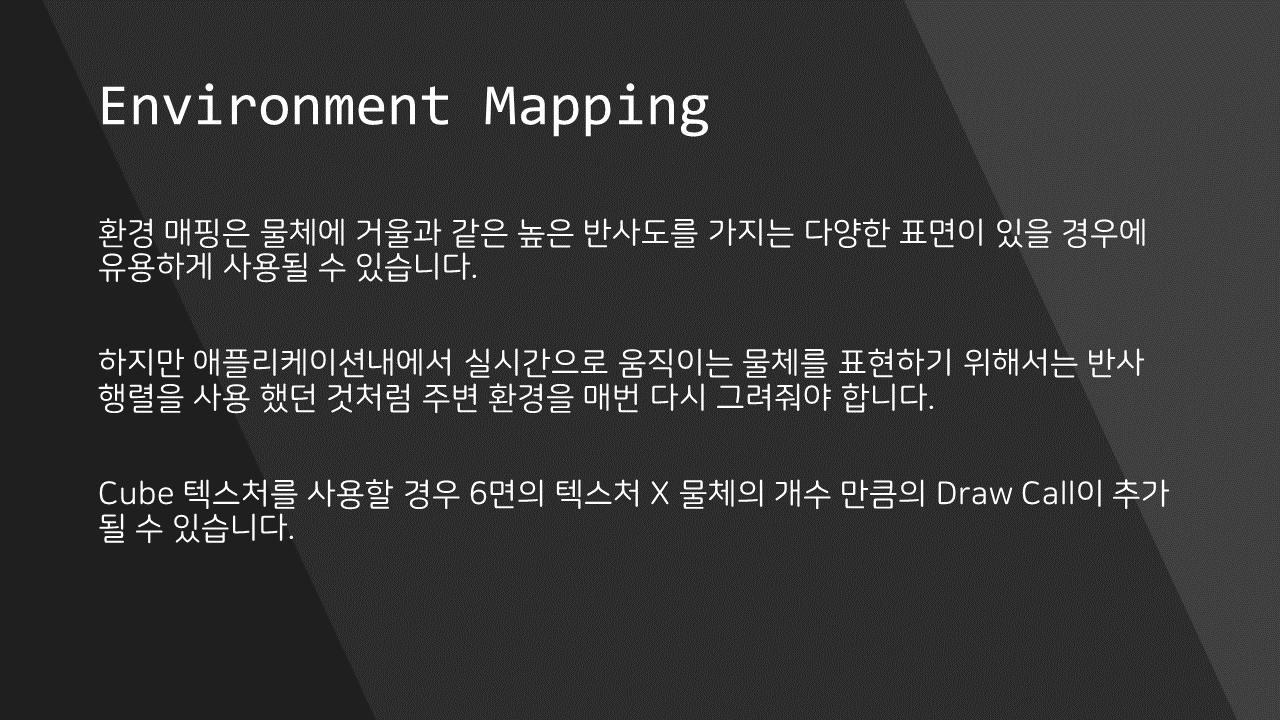 Environment Mapping
환경 매핑은 물체에 거울과 같은 높은 반사도를 가지는 다양한 표면이 있을 경우에
유용하게 사용될 수 있습니다.
하지만 애플리케이션내에서 실시간으로 움직이는 물체를 표현하기 위해서는 반사
행렬을 사용 했던 것처럼 주변 환경을 매번 다시 그려줘야 합니다.
Cube 텍스처를 사용할 경우 6면의 텍스처 X 물체의 개수 만큼의 Draw Call이 추가
될 수 있습니다.